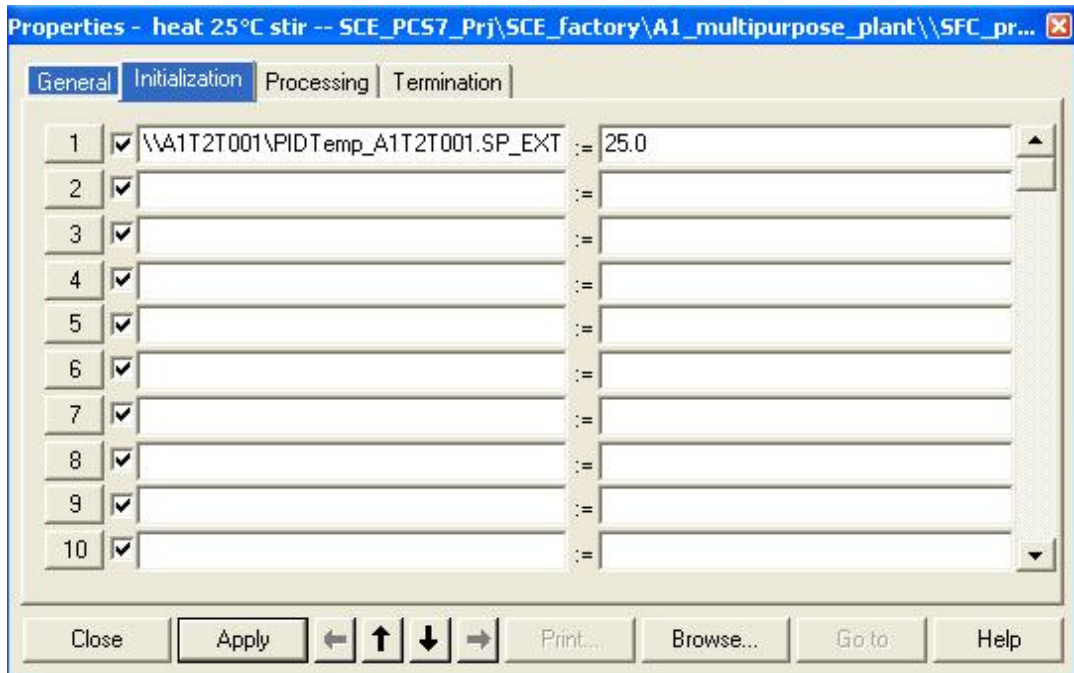 Properties - heat 25°C stir -- SCE_PCS7_Prj\SCE_factory\A1_multipurpose_plant\\SFC_pr...
General Initialization Processing Termination
1 \\A1T2T001\PIDTemp_A1T2T001.SP_EXT := 25.0
2 :=
3 :=
4 :=
5 :=
6 :=
7 :=
8 :=
9 :=
10 :=
Close Apply Print... Browse... Go to Help